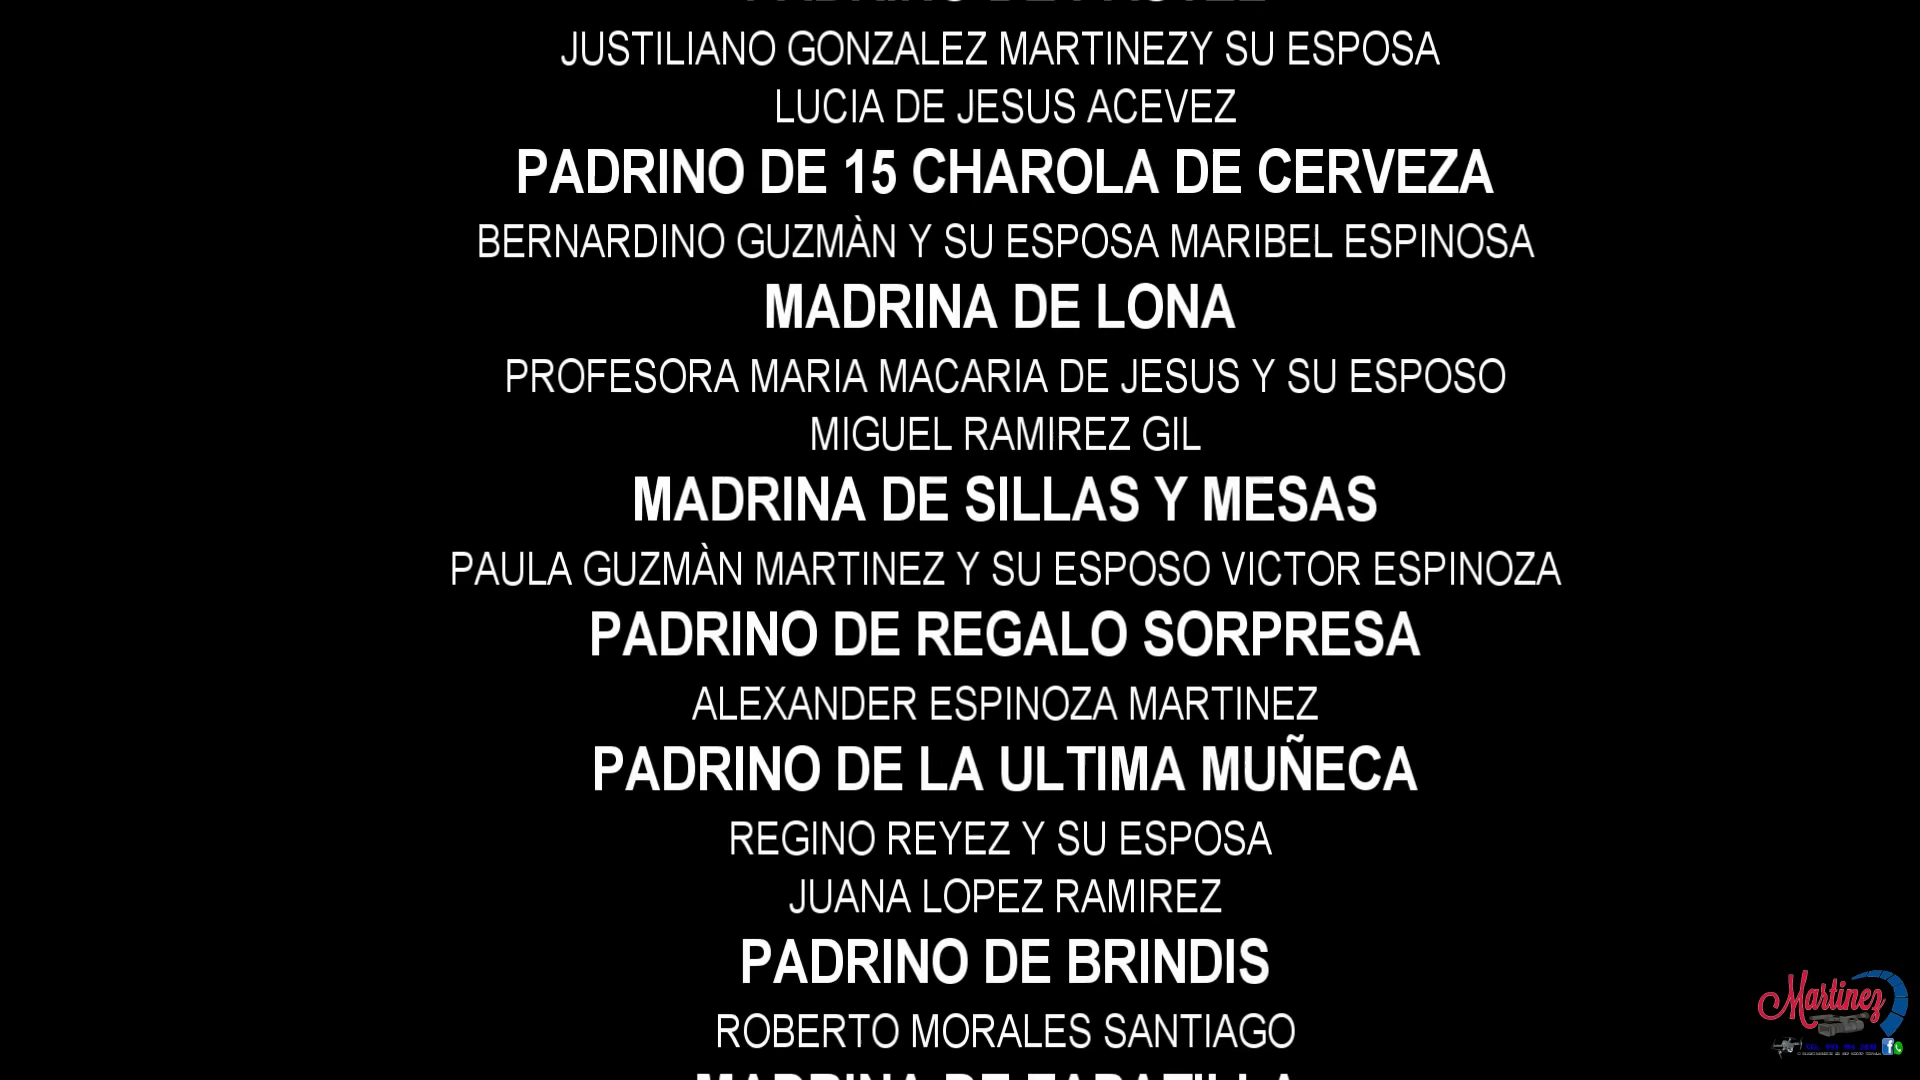 JUSTILIANO GONZALEZ MARTINEZY SU ESPOSA
LUCIA DE JESUS ACEVEZ
PADRINO DE 15 CHAROLA DE CERVEZA
BERNARDINO GUZMÀN Y SU ESPOSA MARIBEL ESPINOSA
MADRINA DE LONA
PROFESORA MARIA MACARIA DE JESUS Y SU ESPOSO
MIGUEL RAMIREZ GIL
MADRINA DE SILLAS Y MESAS
PAULA GUZMÀN MARTINEZ Y SU ESPOSO VICTOR ESPINOZA
PADRINO DE REGALO SORPRESA
ALEXANDER ESPINOZA MARTINEZ
PADRINO DE LA ULTIMA MUÑECA
REGINO REYEZ Y SU ESPOSA
JUANA LOPEZ RAMIREZ
PADRINO DE BRINDIS
ROBERTO MORALES SANTIAGO
MADRINA DE ZAPATILLA
Martinez